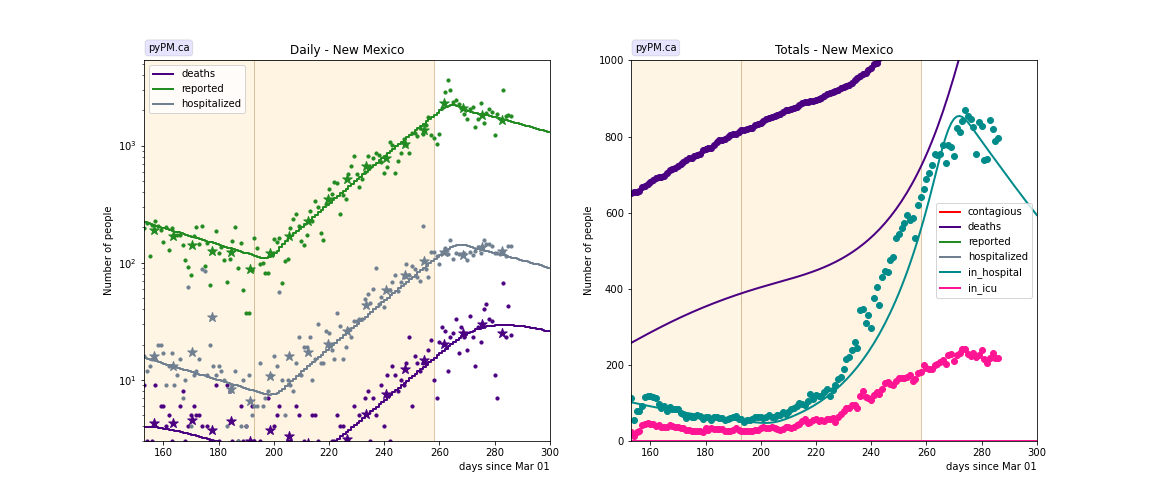 pyPM.ca
Daily - New Mexico
deaths
reported
hospitalized
Number of people
10³
10²
10¹
160 180 200 220 240 260 280 300
days since Mar 01
pyPM.ca
Totals - New Mexico
Number of people
1000
800
600
400
200
0
contagious
deaths
reported
hospitalized
in_hospital
in_icu
160 180 200 220 240 260 280 300
days since Mar 01